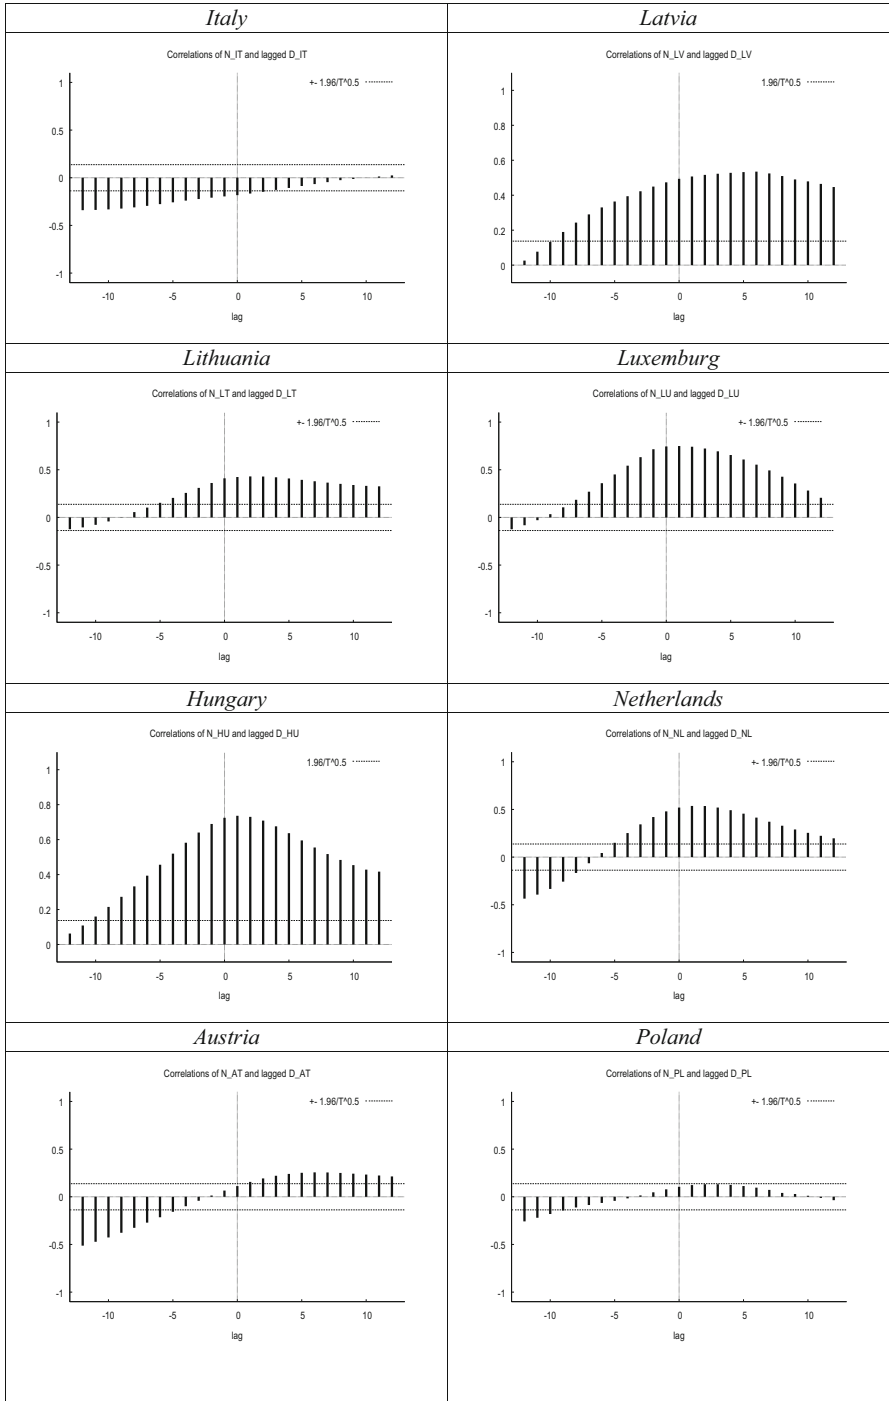 Italy
Correlations of N_IT and lagged D_IT
+- 1.96/T^0.5
1
0.5
0
-0.5
-1
-10 -5 0 5 10
lag
Latvia
Correlations of N_LV and lagged D_LV
1.96/T^0.5
1
0.8
0.6
0.4
0.2
0
-10 -5 0 5 10
lag
Lithuania
Correlations of N_LT and lagged D_LT
+- 1.96/T^0.5
1
0.5
0
-0.5
-1
-10 -5 0 5 10
lag
Luxemburg
Correlations of N_LU and lagged D_LU
+- 1.96/T^0.5
1
0.5
0
-0.5
-1
-10 -5 0 5 10
lag
Hungary
Correlations of N_HU and lagged D_HU
1.96/T^0.5
1
0.8
0.6
0.4
0.2
0
-10 -5 0 5 10
lag
Netherlands
Correlations of N_NL and lagged D_NL
+- 1.96/T^0.5
1
0.5
0
-0.5
-1
-10 -5 0 5 10
lag
Austria
Correlations of N_AT and lagged D_AT
+- 1.96/T^0.5
1
0.5
0
-0.5
-1
-10 -5 0 5 10
lag
Poland
Correlations of N_PL and lagged D_PL
+- 1.96/T^0.5
1
0.5
0
-0.5
-1
-10 -5 0 5 10
lag